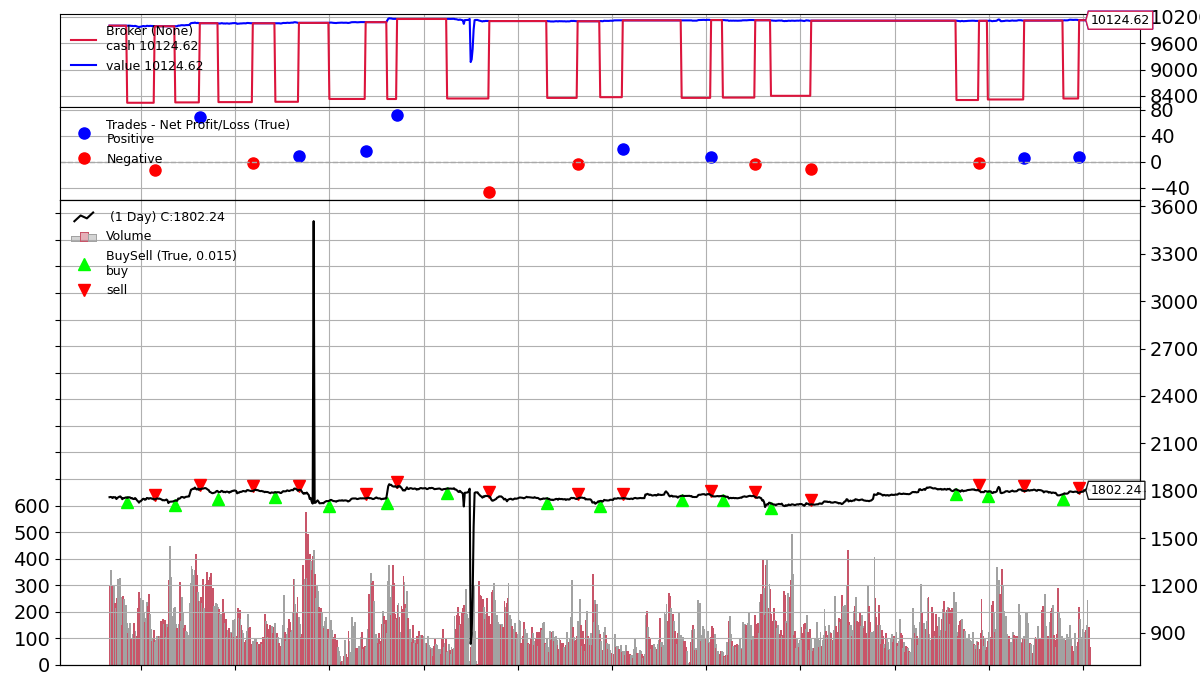 Broker (None)
cash 10124.62
value 10124.62
10124.62
1020
9600
9000
8400
Trades - Net Profit/Loss (True)
Positive
Negative
80
40
0
−40
(1 Day) C:1802.24
Volume
BuySell (True, 0.015)
buy
sell
3600
3300
3000
2700
2400
2100
1800
1802.24
1500
1200
900
600
500
400
300
200
100
0